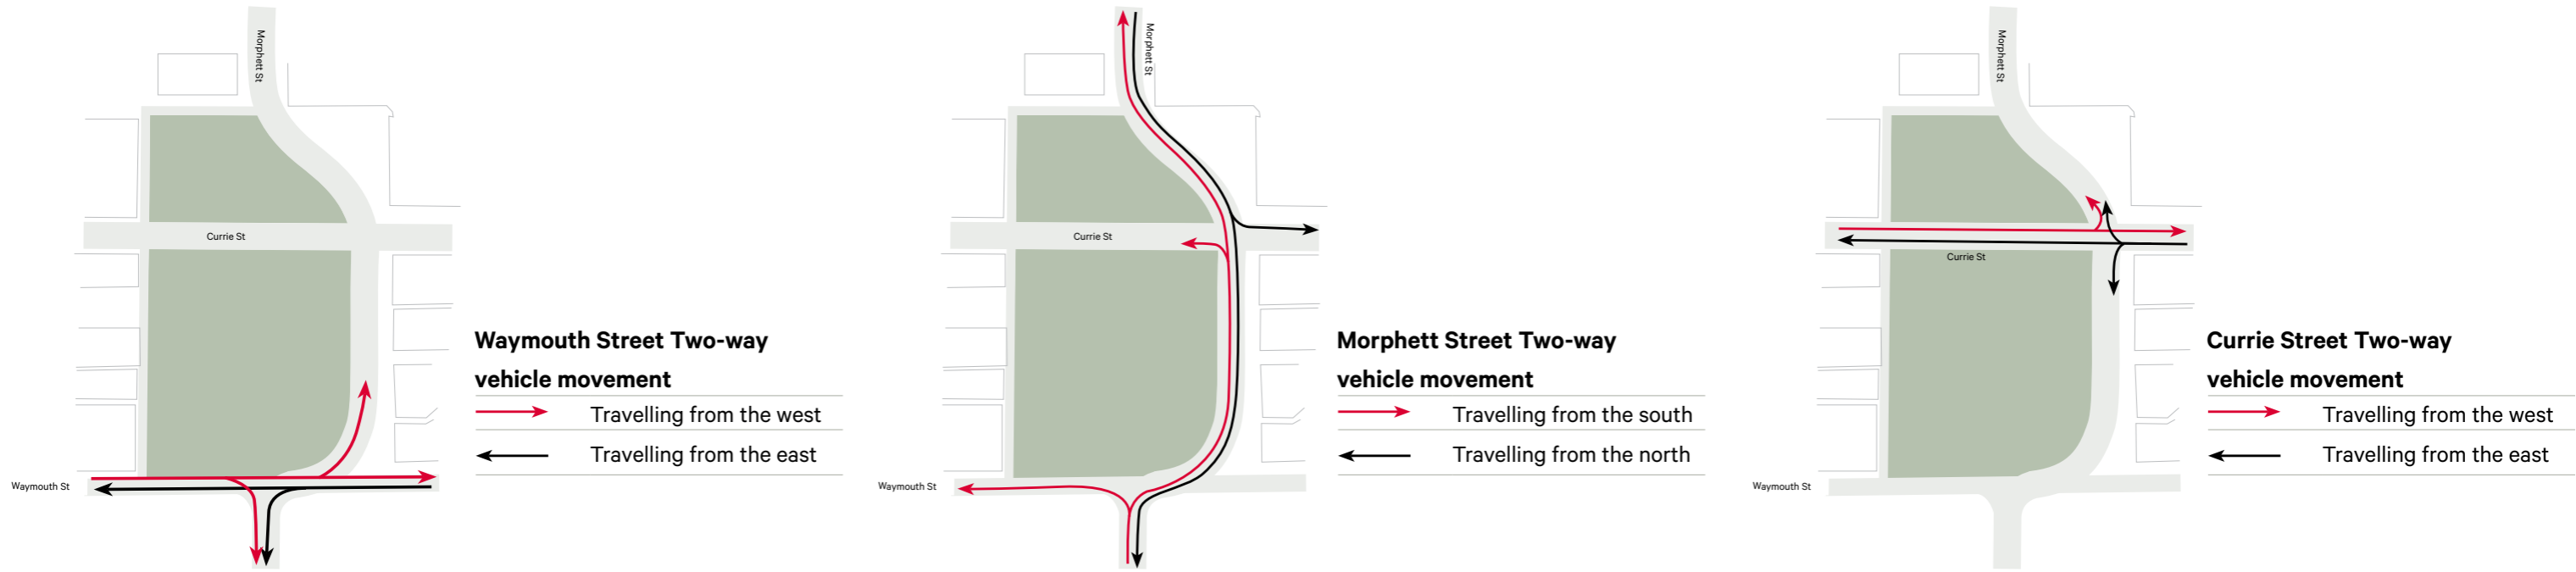 Morphett St
Currie St
Waymouth St
Waymouth Street Two-way
vehicle movement
Travelling from the west
Travelling from the east
Morphett St
Currie St
Waymouth St
Morphett Street Two-way
vehicle movement
Travelling from the south
Travelling from the north
Morphett St
Currie St
Waymouth St
Currie Street Two-way
vehicle movement
Travelling from the west
Travelling from the east